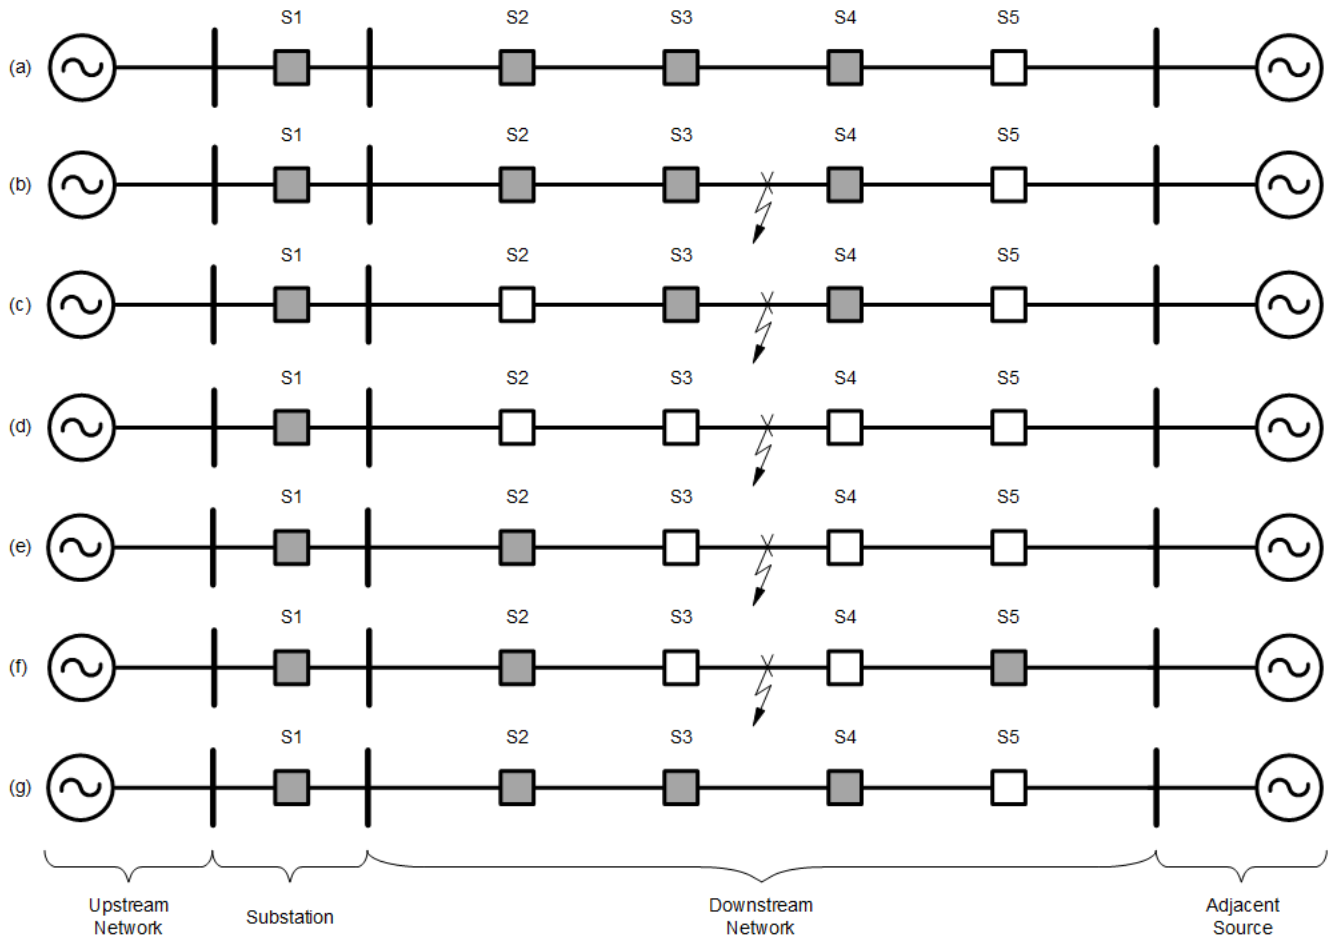 S1 S2 S3 S4 S5
(a)
S1 S2 S3 S4 S5
(b)
S1 S2 S3 S4 S5
(c)
S1 S2 S3 S4 S5
(d)
S1 S2 S3 S4 S5
(e)
S1 S2 S3 S4 S5
(f)
S1 S2 S3 S4 S5
(g)
Upstream
Network
Substation
Downstream
Network
Adjacent
Source